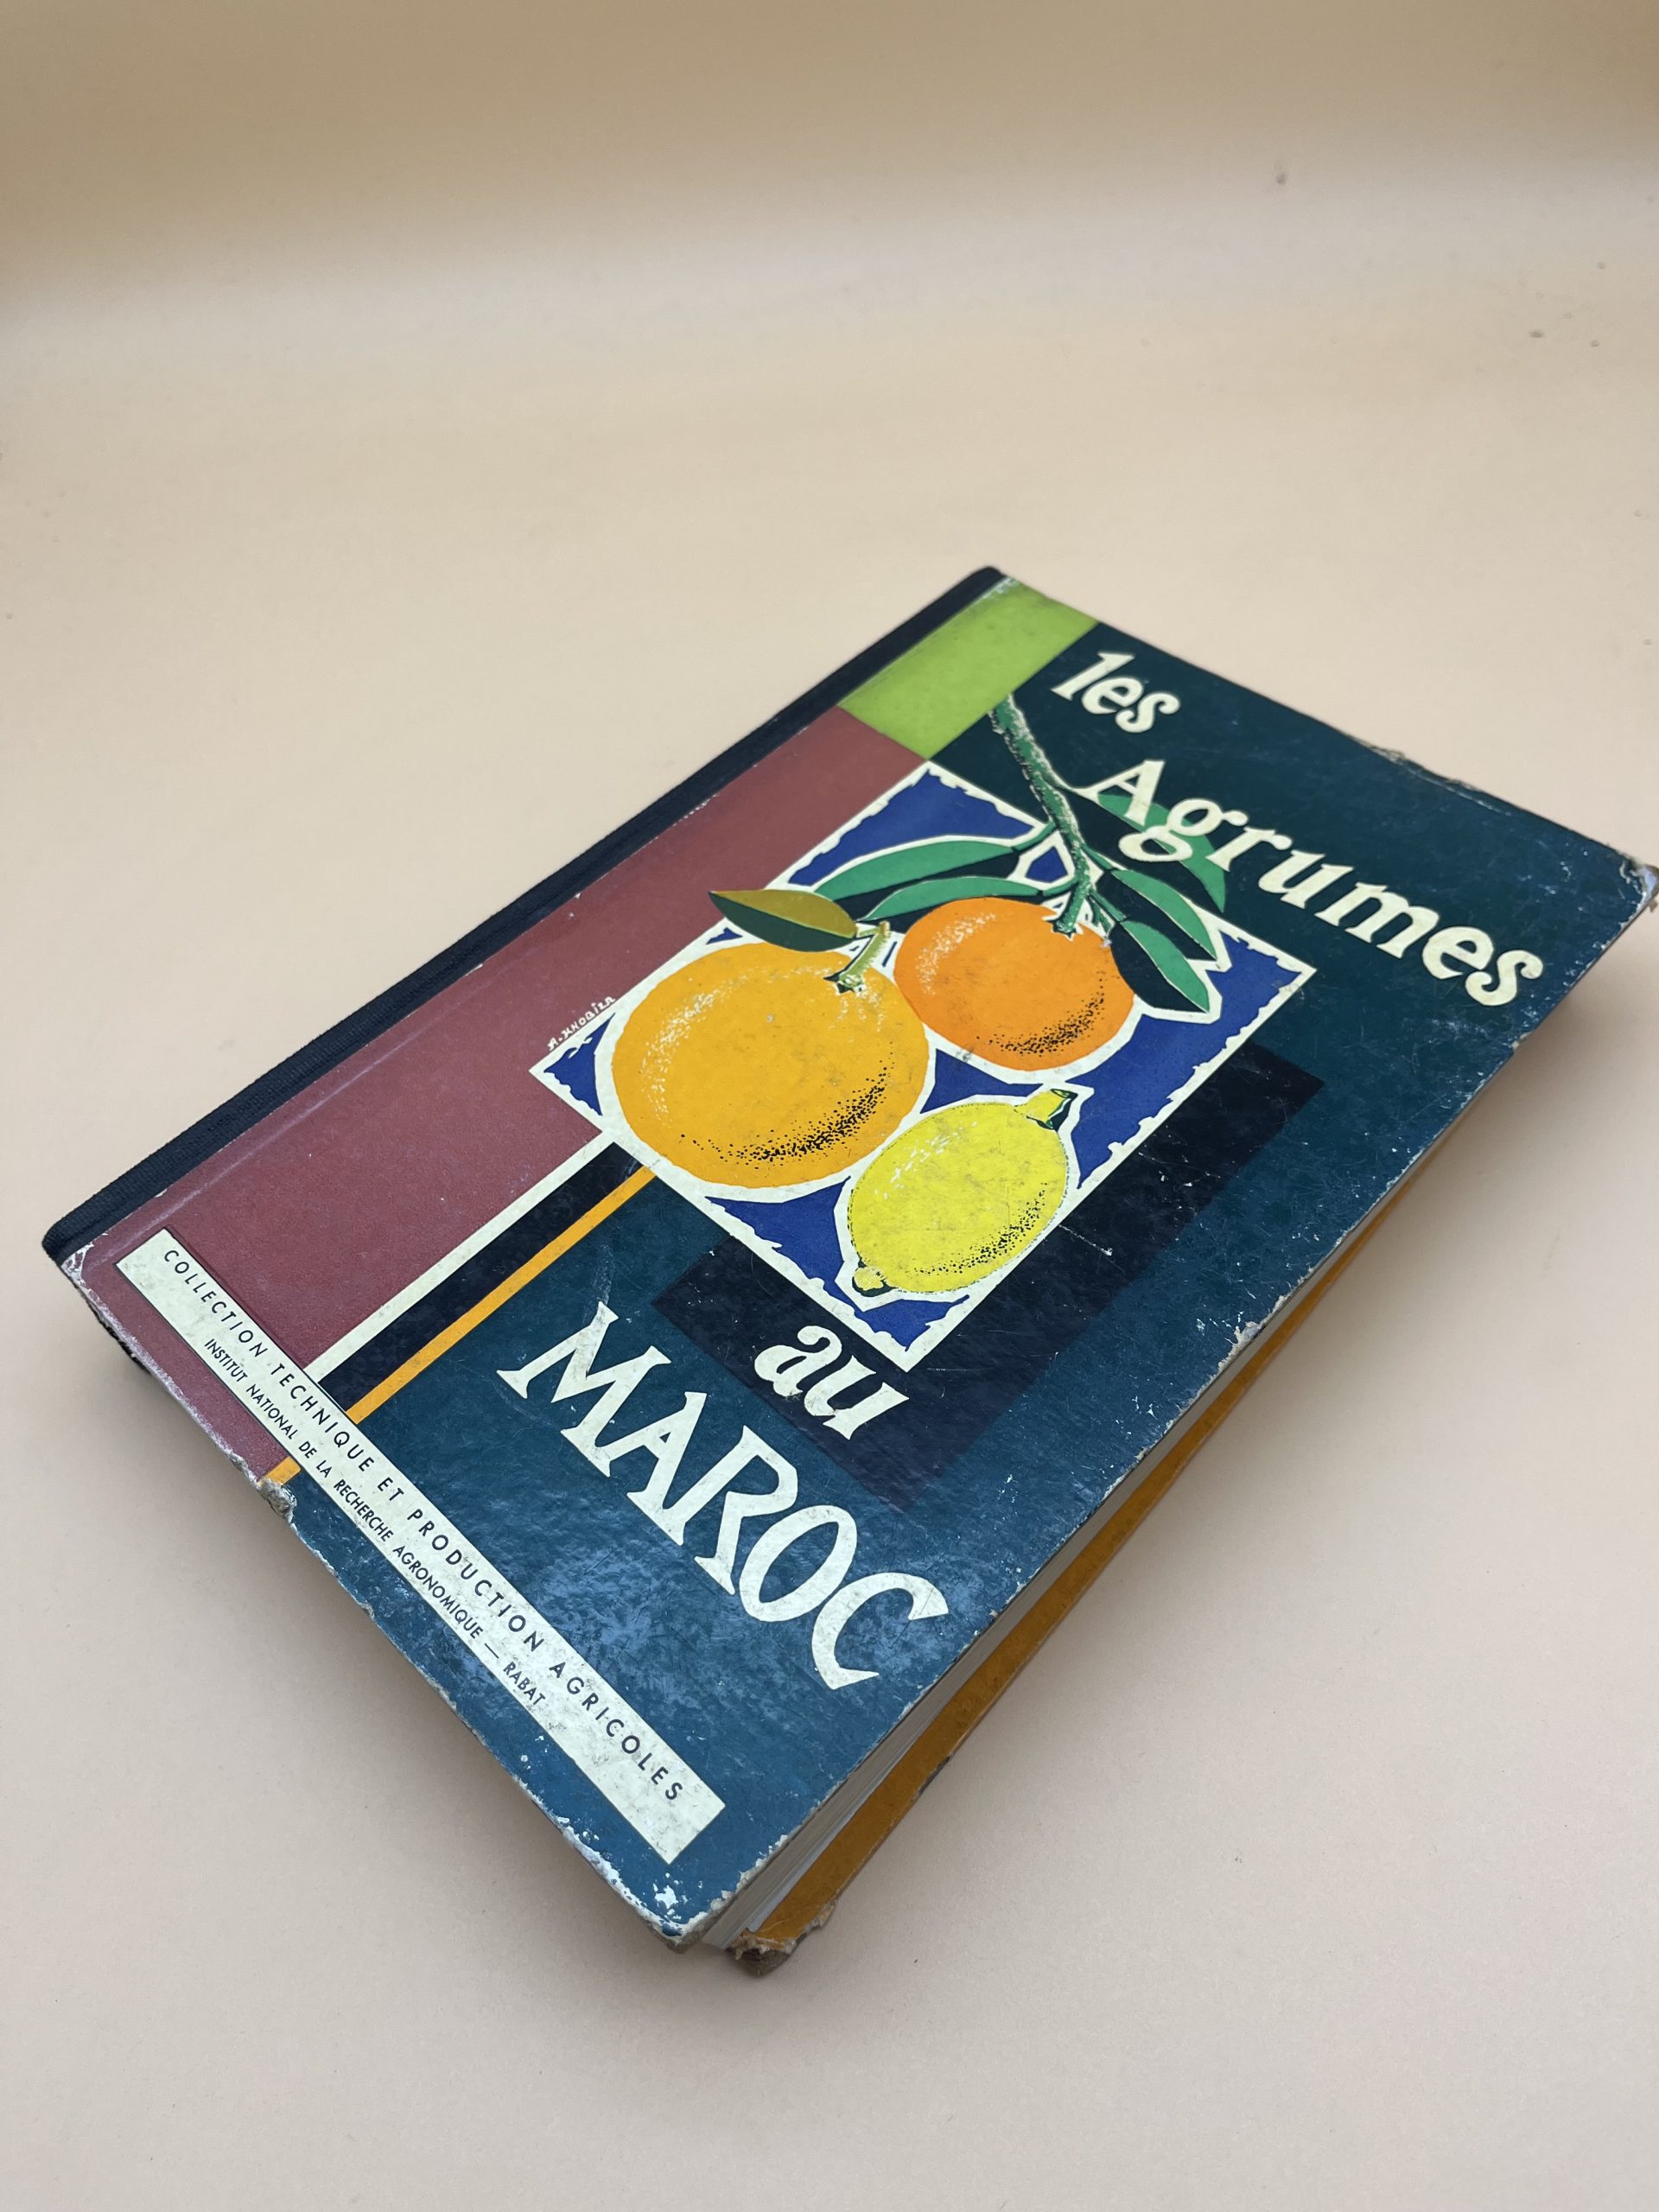 les
Agrumes
au
MAROC
COLLECTION TECHNIQUE ET PRODUCTION AGRICOLES
INSTITUT NATIONAL DE LA RECHERCHE AGRONOMIQUE — RABAT